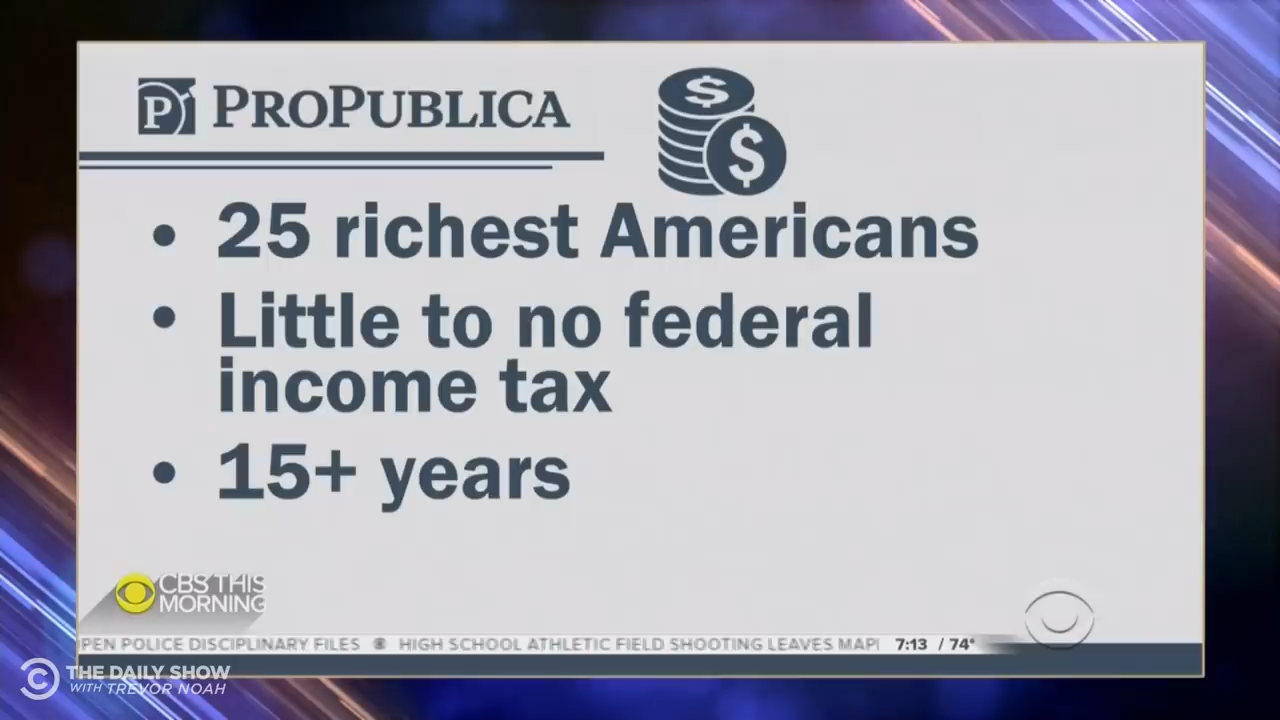 P PROPUBLICA
$
$
• 25 richest Americans
• Little to no federal
income tax
• 15+ years
CBS THIS
MORNING
PEN POLICE DISCIPLINARY FILES HIGH SCHOOL ATHLETIC FIELD SHOOTING LEAVES MAPL 7:13 / 74°
THE DAILY SHOW
WITH TREVOR NOAH